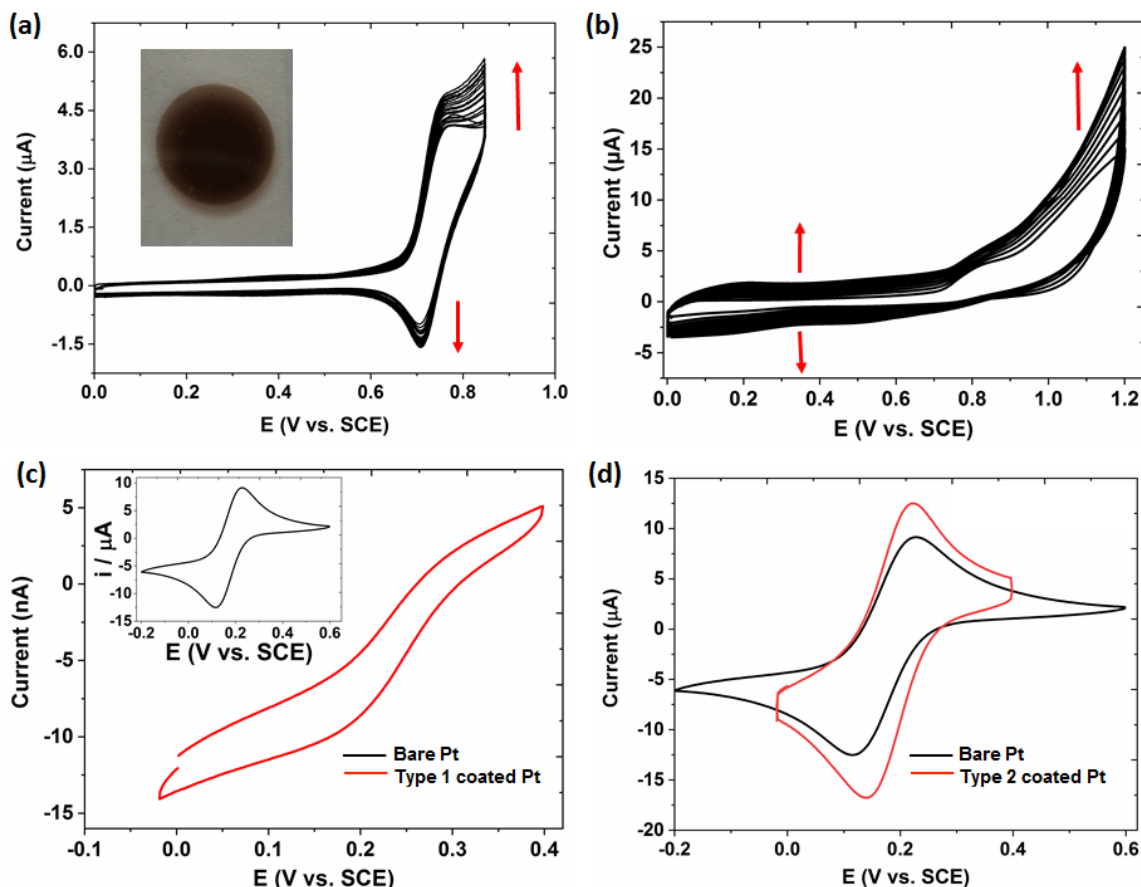 (a)
6.0
4.5
3.0
1.5
0.0
-1.5
Current (μA)
0.0 0.2 0.4 0.6 0.8 1.0
E (V vs. SCE)
(b)
25
20
15
10
5
0
-5
Current (μA)
0.0 0.2 0.4 0.6 0.8 1.0 1.2
E (V vs. SCE)
(c)
5
0
-5
-10
-15
Current (nA)
10
5
0
-5
-10
-15
i / μA
-0.2 0.0 0.2 0.4 0.6
E (V vs. SCE)
Bare Pt
Type 1 coated Pt
-0.1 0.0 0.1 0.2 0.3 0.4
E (V vs. SCE)
(d)
15
10
5
0
-5
-10
-15
-20
Current (μA)
Bare Pt
Type 2 coated Pt
-0.2 0.0 0.2 0.4 0.6
E (V vs. SCE)